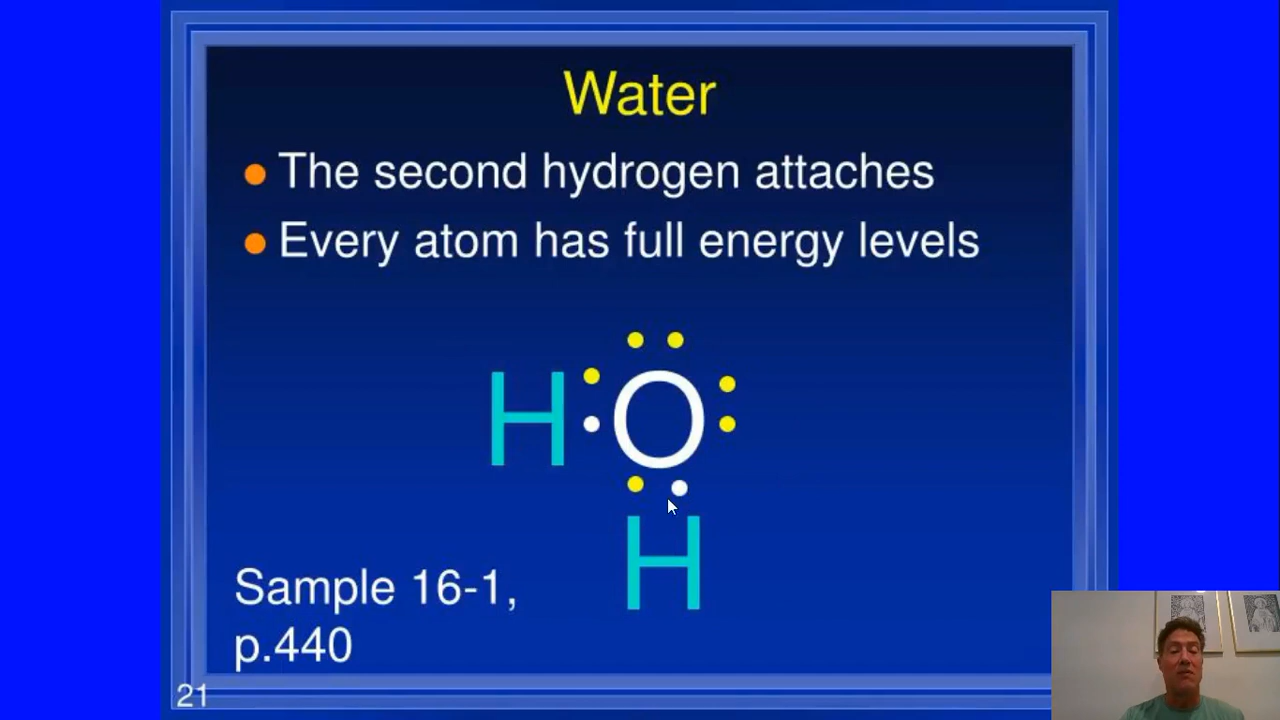 Water
The second hydrogen attaches
Every atom has full energy levels
H O
H
Sample 16-1,
p.440
21